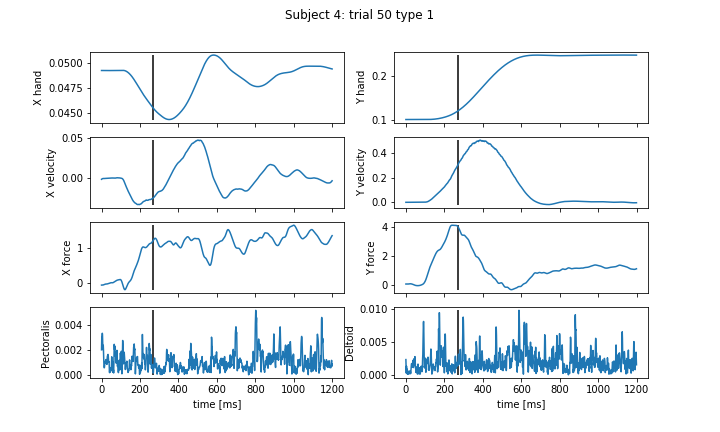 Subject 4: trial 50 type 1
X hand
0.0500
0.0475
0.0450
Y hand
0.2
0.1
X velocity
0.05
0.00
Y velocity
0.4
0.2
0.0
X force
1
0
Y force
4
2
0
Pectoralis
0.004
0.002
0.000
0 200 400 600 800 1000 1200
time [ms]
Deltoid
0.010
0.005
0.000
0 200 400 600 800 1000 1200
time [ms]